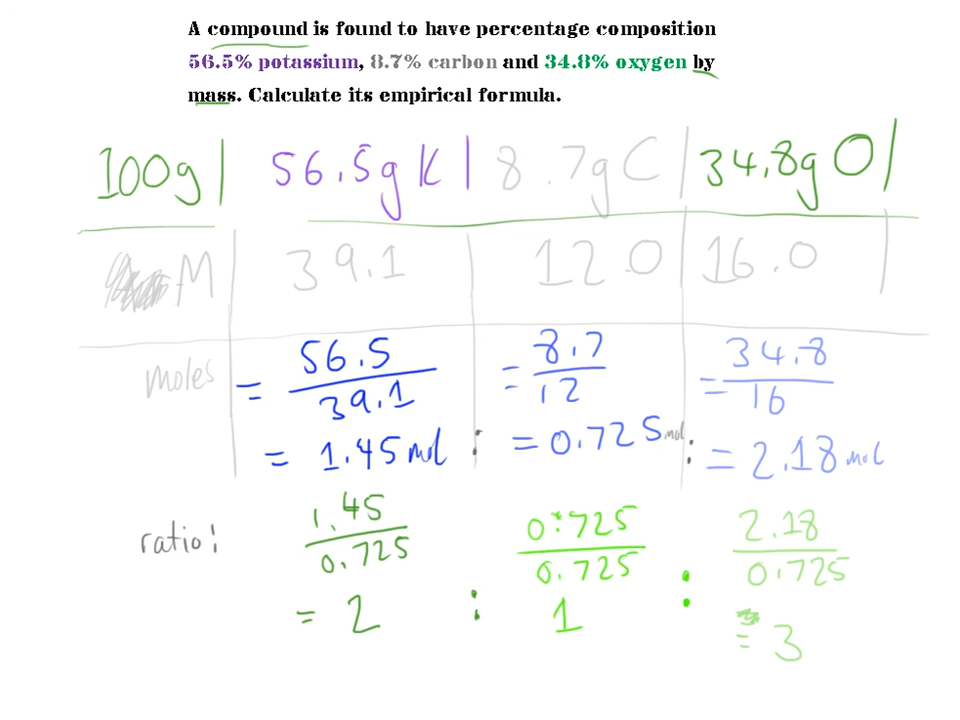 A compound is found to have percentage composition
56.5% potassium, 8.7% carbon and 34.8% oxygen by
mass. Calculate its empirical formula.
100g | 56.5g K | 8.7g C | 34.8g O |
M | 39.1 | 12.0 | 16.0 |
moles = 56.5/39.1 = 8.7/12 = 34.8/16
= 1.45 mol : = 0.725 mol : = 2.18 mol
ratio: 1.45/0.725 0.725/0.725 2.18/0.725
= 2 : 1 : = 3